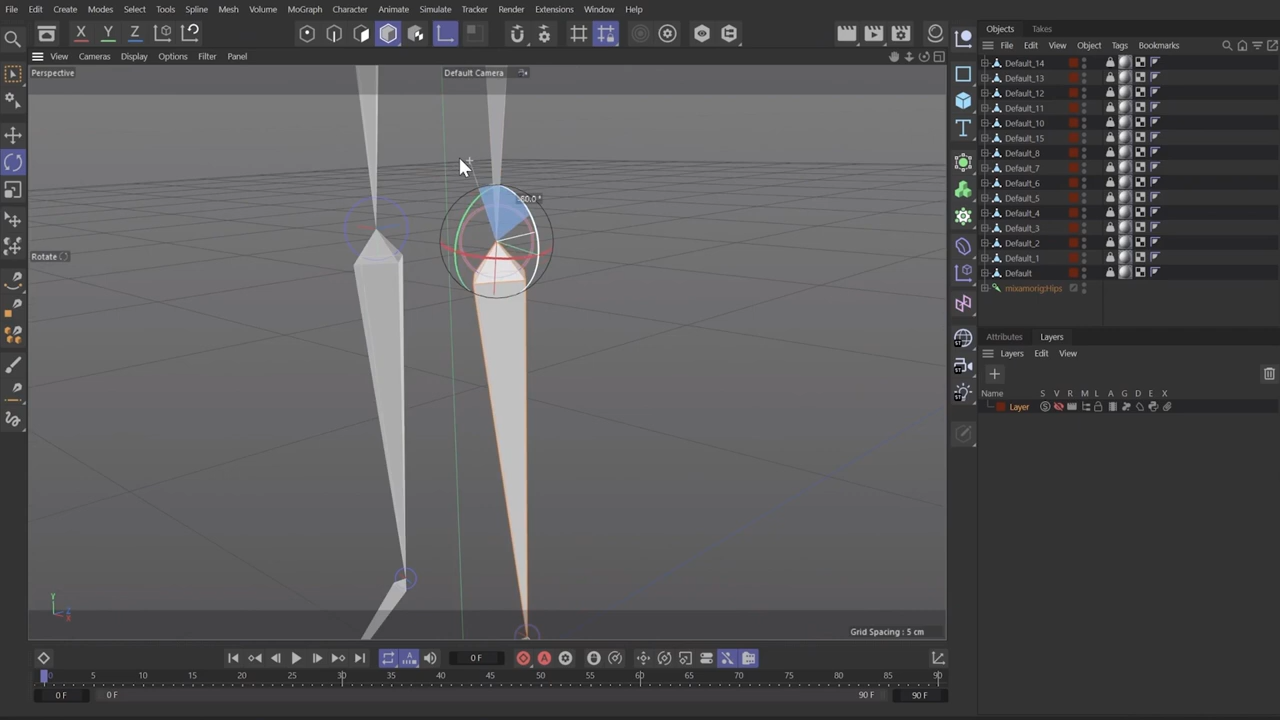 File Edit Create Modes Select Tools Spline Mesh Volume MoGraph Character Animate Simulate Tracker Render Extensions Window Help
X Y Z
View Cameras Display Options Filter Panel
Perspective
Default Camera
Rotate
Y
Z
X
Grid Spacing : 5 cm
0 F
0 5 10 15 20 25 30 35 40 45 50 55 60 65 70 75 80 85 90
0 F 0 F 90 F 90 F
T
ST
ST
ST
Objects Takes
File Edit View Object Tags Bookmarks
Default_14
Default_13
Default_12
Default_11
Default_10
Default_15
Default_8
Default_7
Default_6
Default_5
Default_4
Default_3
Default_2
Default_1
Default
mixamorig:Hips
Attributes Layers
Layers Edit View
Name S V R M L A G D E X
Layer